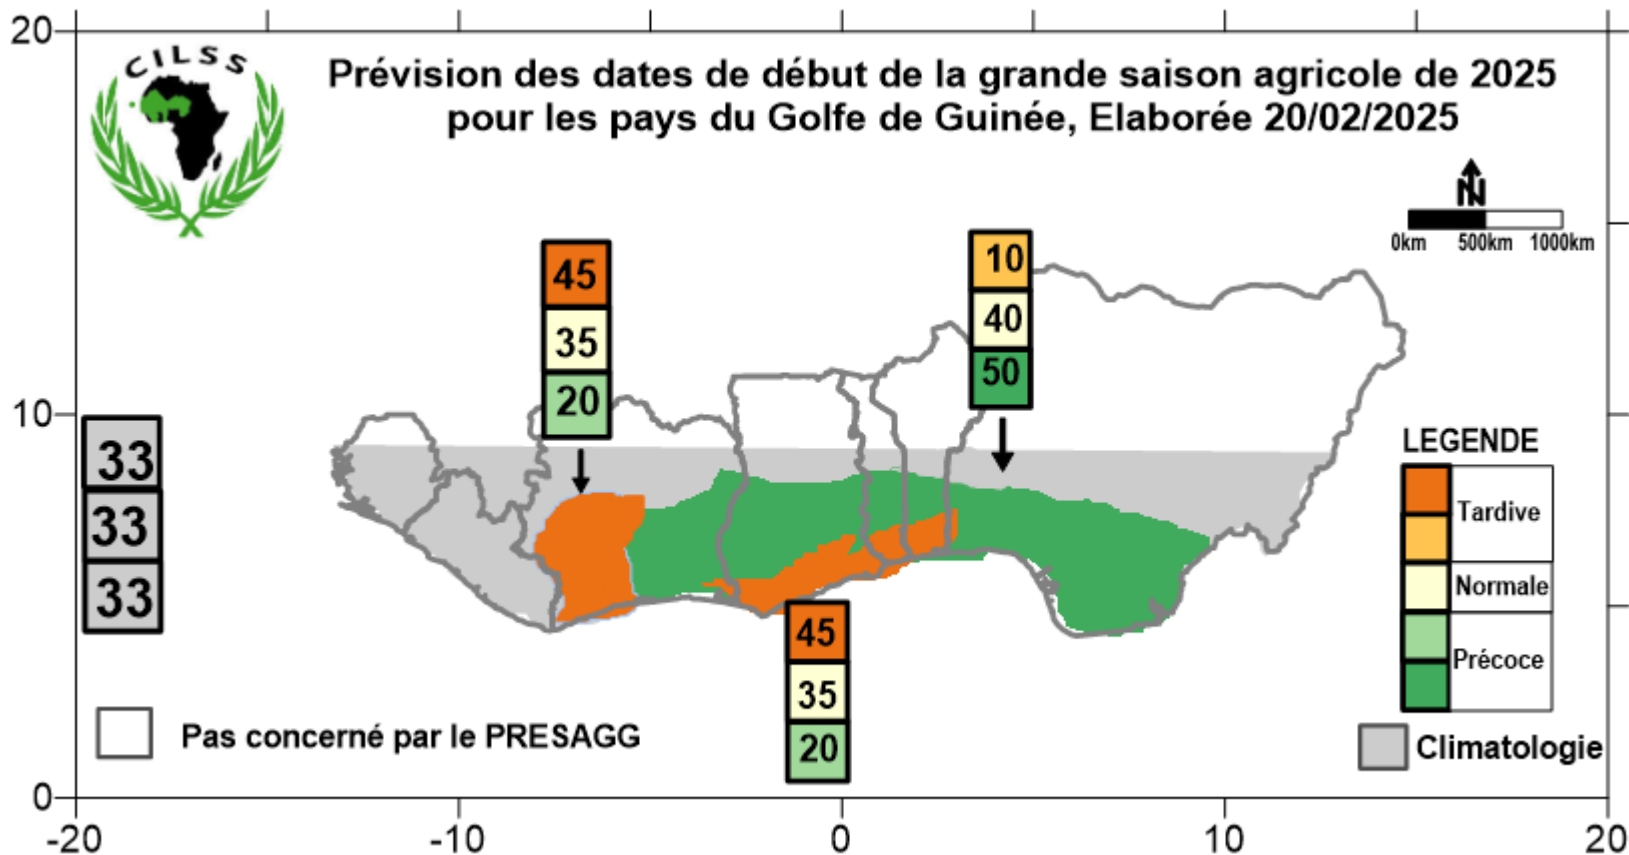 20
CILSS
Prévision des dates de début de la grande saison agricole de 2025
pour les pays du Golfe de Guinée, Elaborée 20/02/2025
N
0km 500km 1000km
45
35
20
10
40
50
10
33
33
33
LEGENDE
Tardive
Normale
Précoce
Climatologie
45
35
20
Pas concerné par le PRESAGG
0
-20 -10 0 10 20